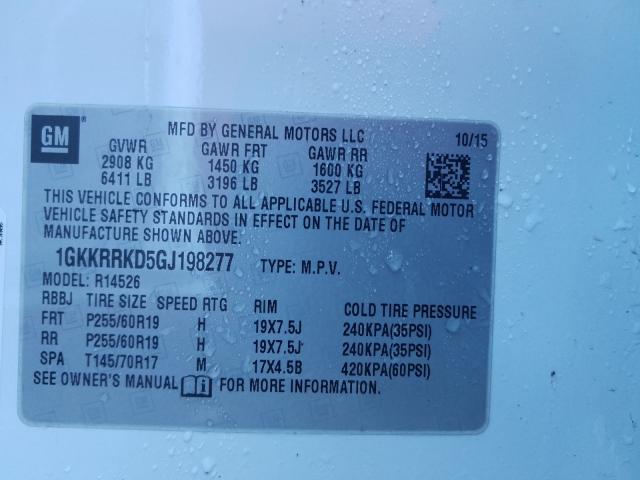 GM ®
MFD BY GENERAL MOTORS LLC 10/15
GVWR GAWR FRT GAWR RR
2908 KG 1450 KG 1600 KG
6411 LB 3196 LB 3527 LB
THIS VEHICLE CONFORMS TO ALL APPLICABLE U.S. FEDERAL MOTOR
VEHICLE SAFETY STANDARDS IN EFFECT ON THE DATE OF
MANUFACTURE SHOWN ABOVE.
1GKKRRKD5GJ198277 TYPE: M.P.V.
MODEL: R14526
RBBJ TIRE SIZE SPEED RTG RIM COLD TIRE PRESSURE
FRT P255/60R19 H 19X7.5J 240KPA(35PSI)
RR P255/60R19 H 19X7.5J 240KPA(35PSI)
SPA T145/70R17 M 17X4.5B 420KPA(60PSI)
SEE OWNER'S MANUAL FOR MORE INFORMATION.